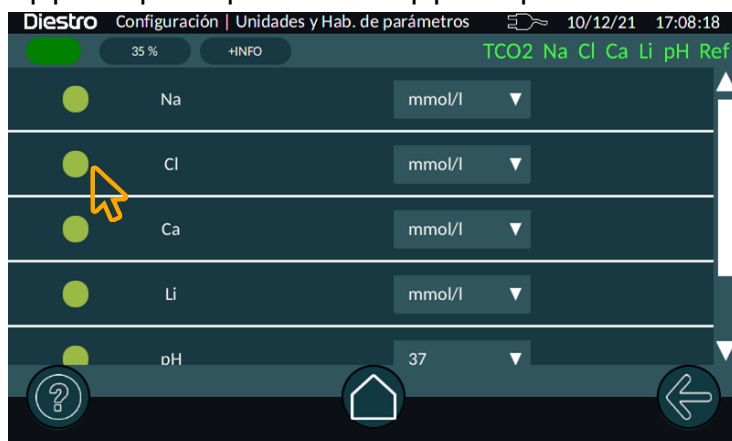 Diestro Configuración | Unidades y Hab. de parámetros 10/12/21 17:08:18
35 % +INFO TCO2 Na Cl Ca Li pH Ref
Na mmol/l
Cl mmol/l
Ca mmol/l
Li mmol/l
pH 37
?